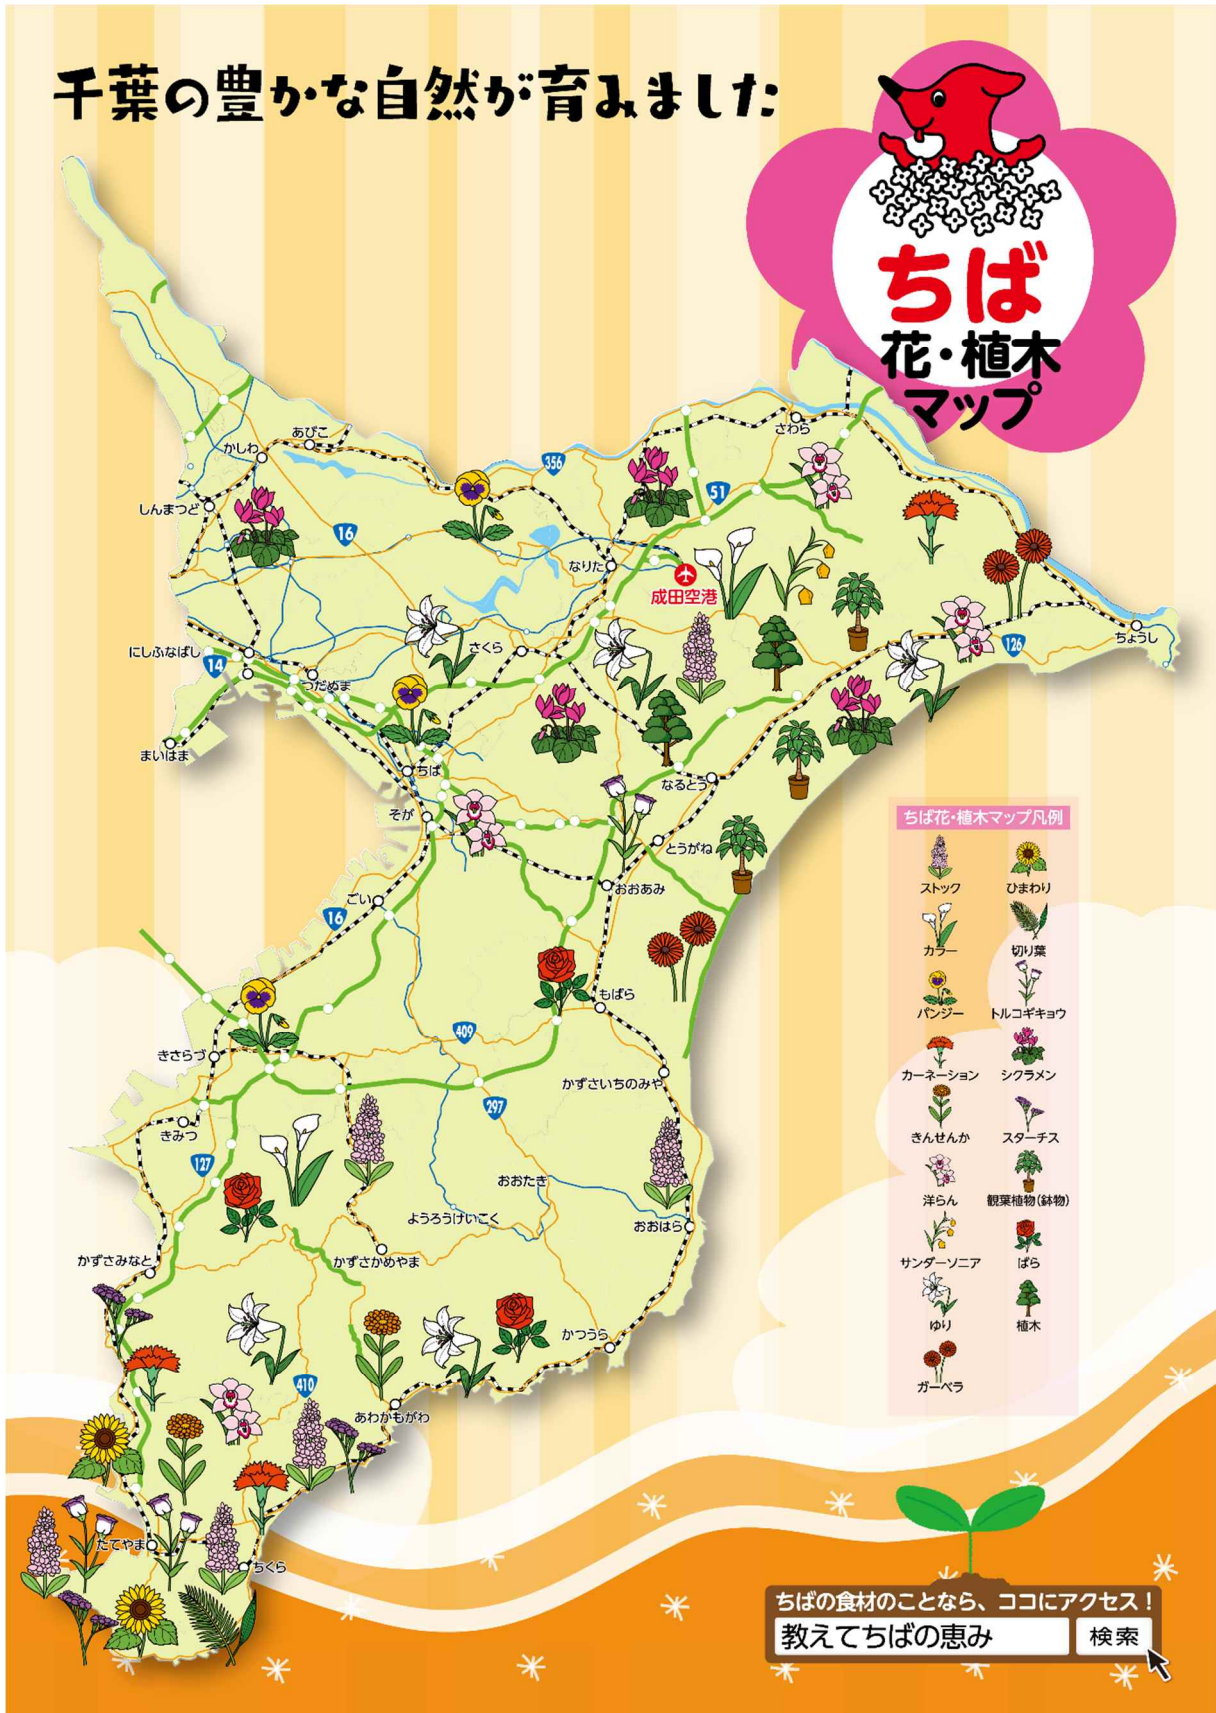 千葉の豊かな自然が育みました
ちば
花・植木
マップ
さわら
あびこ
かしわ
356
51
しんまつど
16
なりた
成田空港
ちょうし
126
にしふなばし
14
さくら
つだぬま
まいはま
ちば
なるとう
そが
とうがね
おおあみ
ごい
16
もばら
409
きさらづ
かずさいちのみや
297
きみつ
127
おおたき
ようろうけいこく
おおはら
かずさみなと
かずさかめやま
かつうら
410
あわかもがわ
たてやま
ちくら
ちば花・植木マップ凡例
ストック ひまわり
カラー 切り葉
パンジー トルコギキョウ
カーネーション シクラメン
きんせんか スターチス
洋らん 観葉植物(鉢物)
サンダーソニア ばら
ゆり 植木
ガーベラ
ちばの食材のことなら、ココにアクセス!
教えてちばの恵み 検索